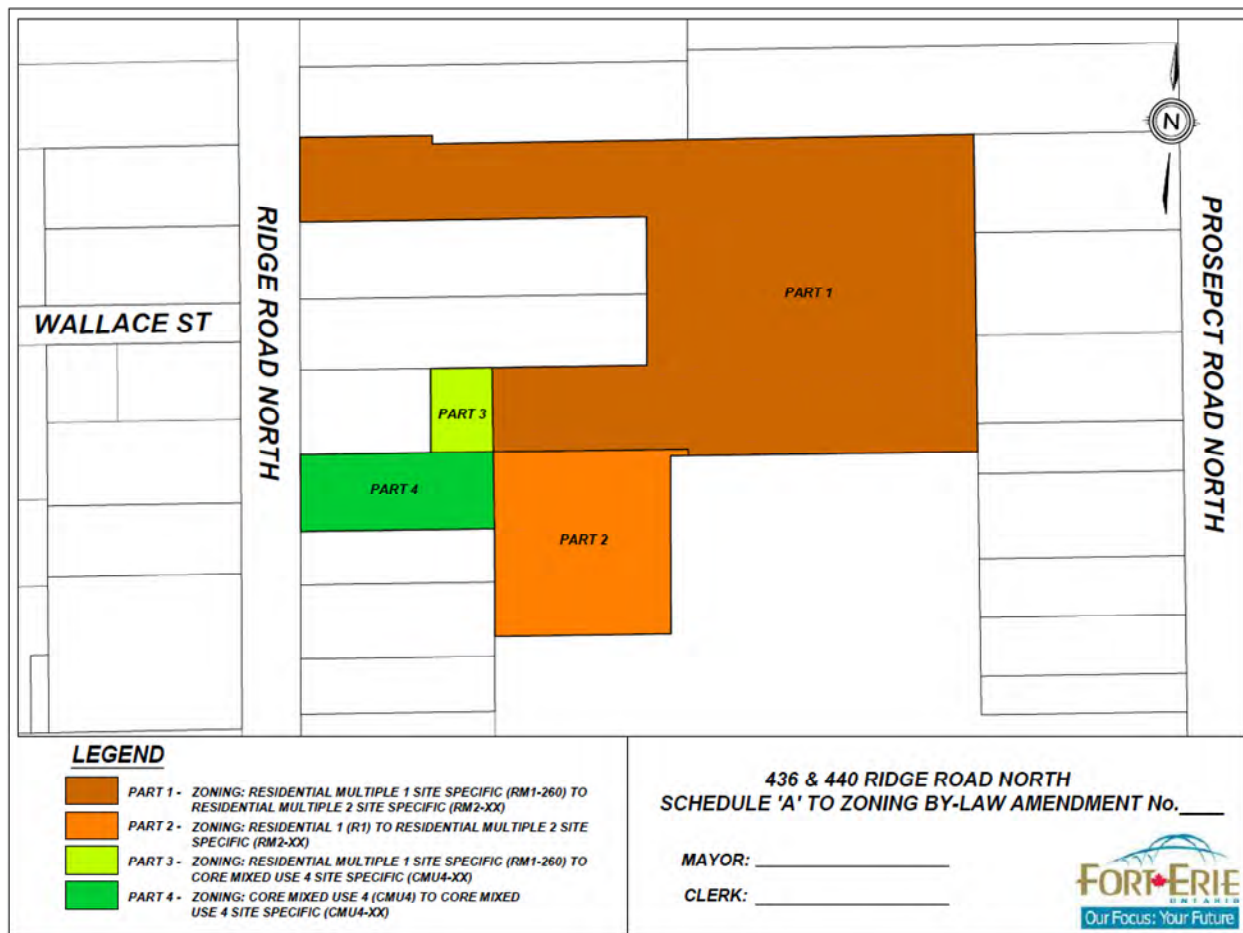 N
RIDGE ROAD NORTH
PROSEPCT ROAD NORTH
WALLACE ST
PART 1
PART 3
PART 4
PART 2
LEGEND
PART 1 - ZONING: RESIDENTIAL MULTIPLE 1 SITE SPECIFIC (RM1-260) TO
RESIDENTIAL MULTIPLE 2 SITE SPECIFIC (RM2-XX)
PART 2 - ZONING: RESIDENTIAL 1 (R1) TO RESIDENTIAL MULTIPLE 2 SITE
SPECIFIC (RM2-XX)
PART 3 - ZONING: RESIDENTIAL MULTIPLE 1 SITE SPECIFIC (RM1-260) TO
CORE MIXED USE 4 SITE SPECIFIC (CMU4-XX)
PART 4 - ZONING: CORE MIXED USE 4 (CMU4) TO CORE MIXED
USE 4 SITE SPECIFIC (CMU4-XX)
436 & 440 RIDGE ROAD NORTH
SCHEDULE 'A' TO ZONING BY-LAW AMENDMENT No.____
MAYOR: ____________________
CLERK: ____________________
FORT ERIE
ONTARIO
Our Focus: Your Future